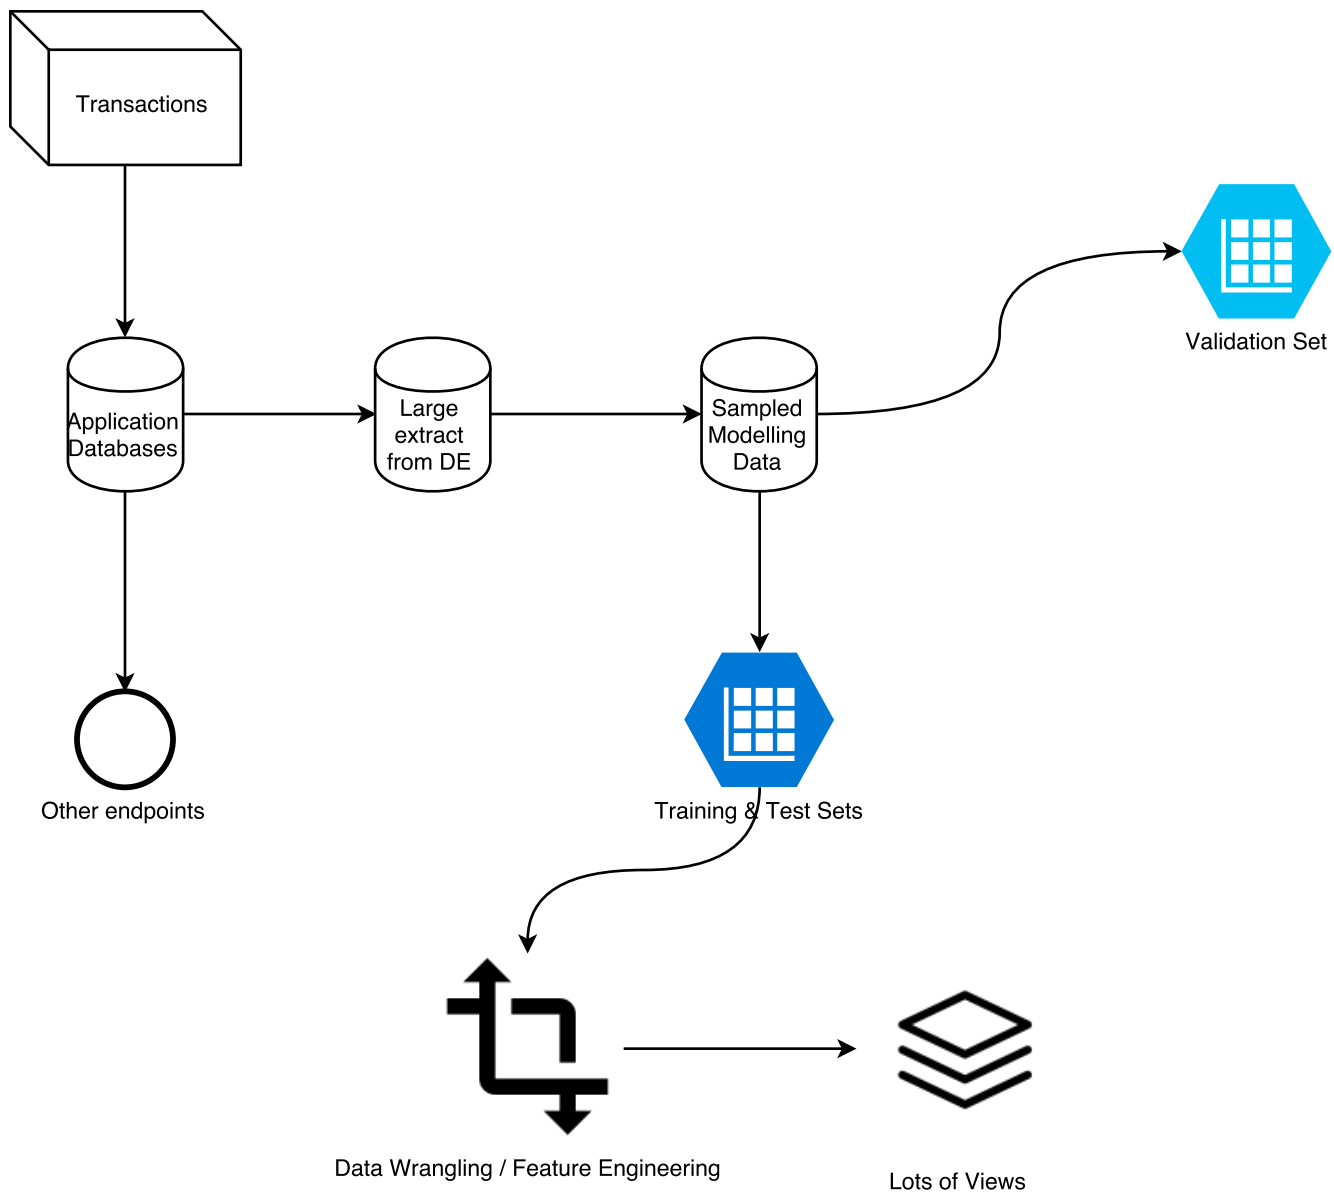 Transactions
Validation Set
Application
Databases
Large
extract
from DE
Sampled
Modelling
Data
Other endpoints
Training & Test Sets
Data Wrangling / Feature Engineering
Lots of Views